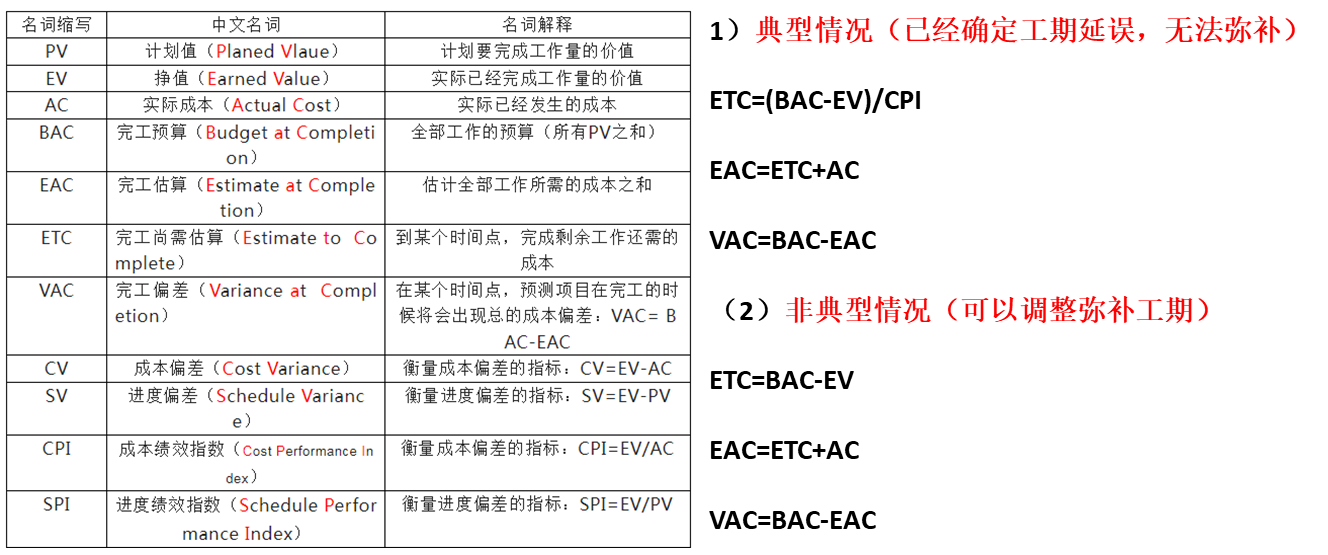 名词缩写 中文名词 名词解释
PV 计划值（Planed Vlaue） 计划要完成工作量的价值
EV 挣值（Earned Value） 实际已经完成工作量的价值
AC 实际成本（Actual Cost） 实际已经发生的成本
BAC 完工预算（Budget at Completi 全部工作的预算（所有PV之和）
on）
EAC 完工估算（Estimate at Comple 估计全部工作所需的成本之和
tion）
ETC 完工尚需估算（Estimate to Co 到某个时间点，完成剩余工作还需的
mplete） 成本
VAC 完工偏差（Variance at Compl 在某个时间点，预测项目在完工的时
etion） 候将会出现总的成本偏差：VAC= B
AC-EAC
CV 成本偏差（Cost Variance） 衡量成本偏差的指标：CV=EV-AC
SV 进度偏差（Schedule Varianc 衡量进度偏差的指标：SV=EV-PV
e）
CPI 成本绩效指数（Cost Performance In 衡量成本偏差的指标：CPI=EV/AC
dex）
SPI 进度绩效指数（Schedule Perfor 衡量进度偏差的指标：SPI=EV/PV
mance Index）
1）典型情况（已经确定工期延误，无法弥补）
ETC=(BAC-EV)/CPI
EAC=ETC+AC
VAC=BAC-EAC
（2）非典型情况（可以调整弥补工期）
ETC=BAC-EV
EAC=ETC+AC
VAC=BAC-EAC